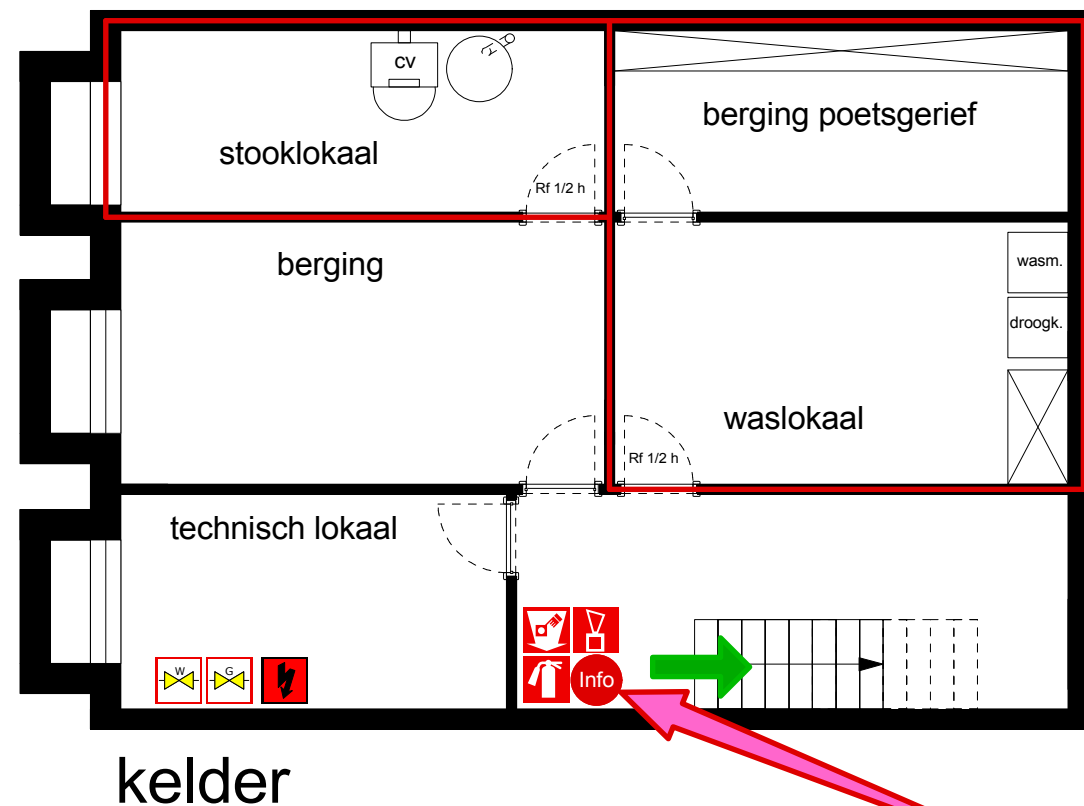 CV
berging poetsgerief
stooklokaal
Rf 1/2 h
berging
wasm.
droogk.
waslokaal
Rf 1/2 h
technisch lokaal
W
G
Info
kelder